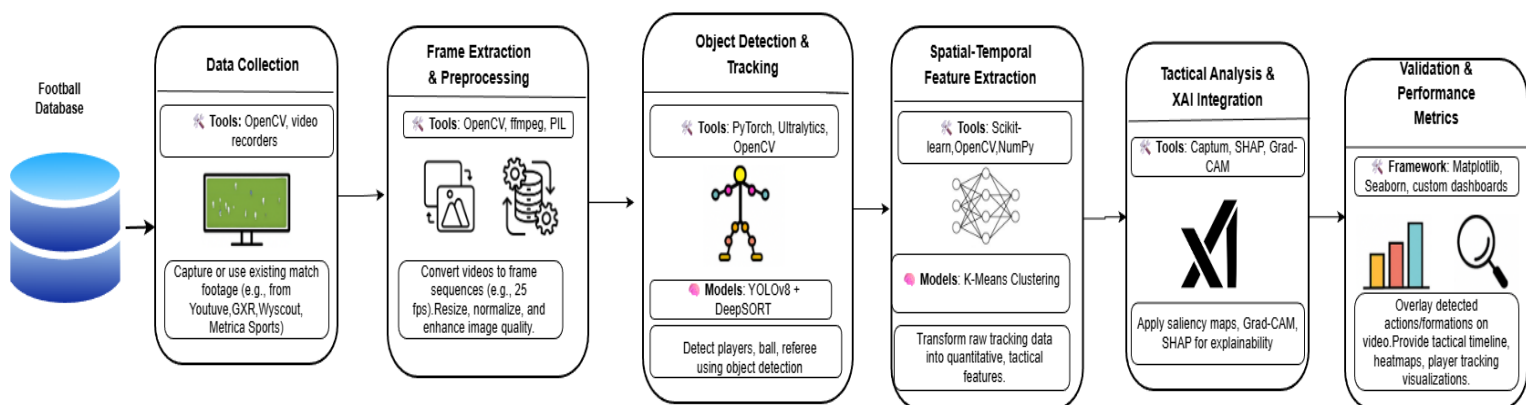 Football
Database
Data Collection
🛠 Tools: OpenCV, video
recorders
Capture or use existing match
footage (e.g., from
Youtuve,GXR,Wyscout,
Metrica Sports)
Frame Extraction
& Preprocessing
🛠 Tools: OpenCV, ffmpeg, PIL
Convert videos to frame
sequences (e.g., 25
fps).Resize, normalize, and
enhance image quality.
Object Detection &
Tracking
🛠 Tools: PyTorch, Ultralytics,
OpenCV
🧠 Models: YOLOv8 +
DeepSORT
Detect players, ball, referee
using object detection
Spatial-Temporal
Feature Extraction
🛠 Tools: Scikit-
learn,OpenCV,NumPy
🧠 Models: K-Means Clustering
Transform raw tracking data
into quantitative, tactical
features.
Tactical Analysis &
XAI Integration
🛠 Tools: Captum, SHAP, Grad-
CAM
Apply saliency maps, Grad-CAM,
SHAP for explainability
Validation &
Performance
Metrics
🛠 Framework: Matplotlib,
Seaborn, custom dashboards
Overlay detected
actions/formations on
video.Provide tactical timeline,
heatmaps, player tracking
visualizations.